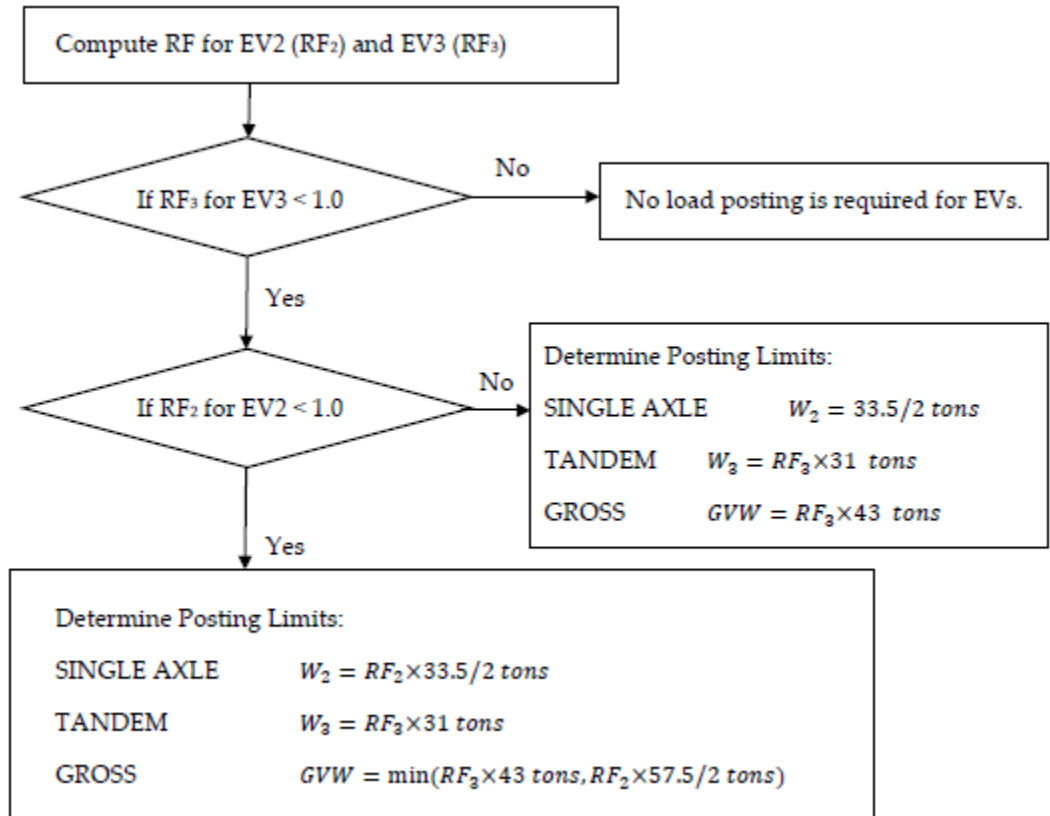 Compute RF for EV2 (RF₂) and EV3 (RF₃)
If RF₃ for EV3 < 1.0
No
No load posting is required for EVs.
Yes
If RF₂ for EV2 < 1.0
No
Determine Posting Limits:
SINGLE AXLE W₂ = 33.5/2 tons
TANDEM W₃ = RF₃×31 tons
GROSS GVW = RF₃×43 tons
Yes
Determine Posting Limits:
SINGLE AXLE W₂ = RF₂×33.5/2 tons
TANDEM W₃ = RF₃×31 tons
GROSS GVW = min(RF₃×43 tons, RF₂×57.5/2 tons)